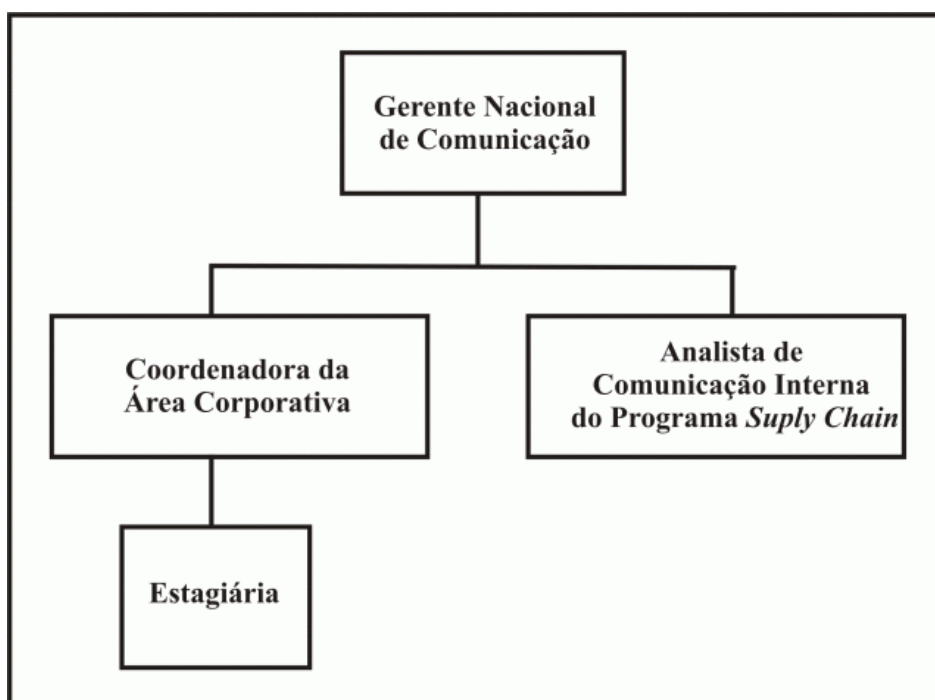 Gerente Nacional
de Comunicação
Coordenadora da
Área Corporativa
Analista de
Comunicação Interna
do Programa Suply Chain
Estagiária